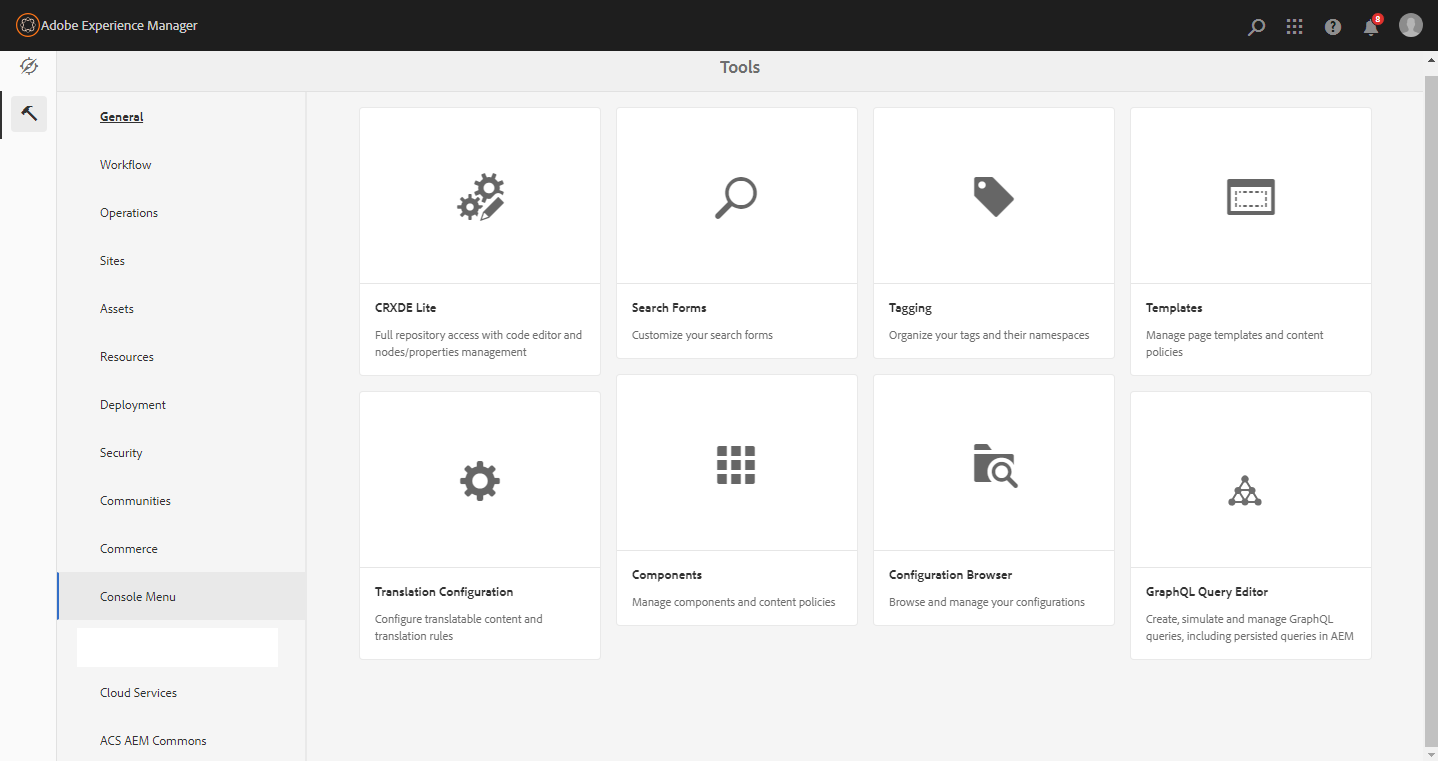 Adobe Experience Manager
8
Tools
General
Workflow
Operations
Sites
Assets
Resources
Deployment
Security
Communities
Commerce
Console Menu
Cloud Services
ACS AEM Commons
CRXDE Lite
Full repository access with code editor and
nodes/properties management
Search Forms
Customize your search forms
Tagging
Organize your tags and their namespaces
Templates
Manage page templates and content
policies
Translation Configuration
Configure translatable content and
translation rules
Components
Manage components and content policies
Configuration Browser
Browse and manage your configurations
GraphQL Query Editor
Create, simulate and manage GraphQL
queries, including persisted queries in AEM